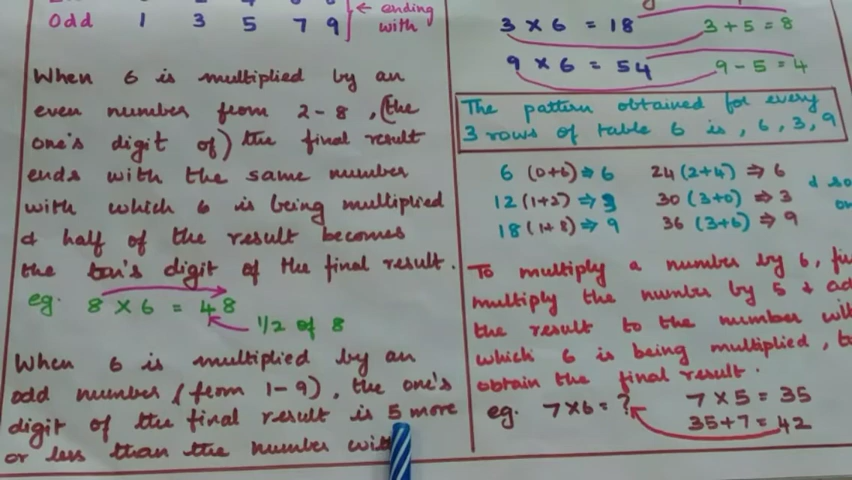 Odd 1 3 5 7 9 ← ending with
When 6 is multiplied by an
even number from 2-8, (the
one's digit of) the final result
ends with the same number
with which 6 is being multiplied
& half of the result becomes
the ten's digit of the final result.
eg. 8 × 6 = 48
1/2 of 8
When 6 is multiplied by an
odd number (from 1-9), the one's
digit of the final result is 5 more
or less than the number
3 × 6 = 18 3+5=8
9 × 6 = 54 9-5=4
The pattern obtained for every
3 rows of table 6 is, 6, 3, 9
6 (0+6) ⇒ 6 24 (2+4) ⇒ 6
12 (1+2) ⇒ 3 30 (3+0) ⇒ 3
18 (1+8) ⇒ 9 36 (3+6) ⇒ 9
& so
To multiply a number by 6,
multiply the number by 5 &
the result to the number
which 6 is being multiplied,
obtain the final result.
eg. 7×6=? 7 × 5 = 35
35+7 = 42